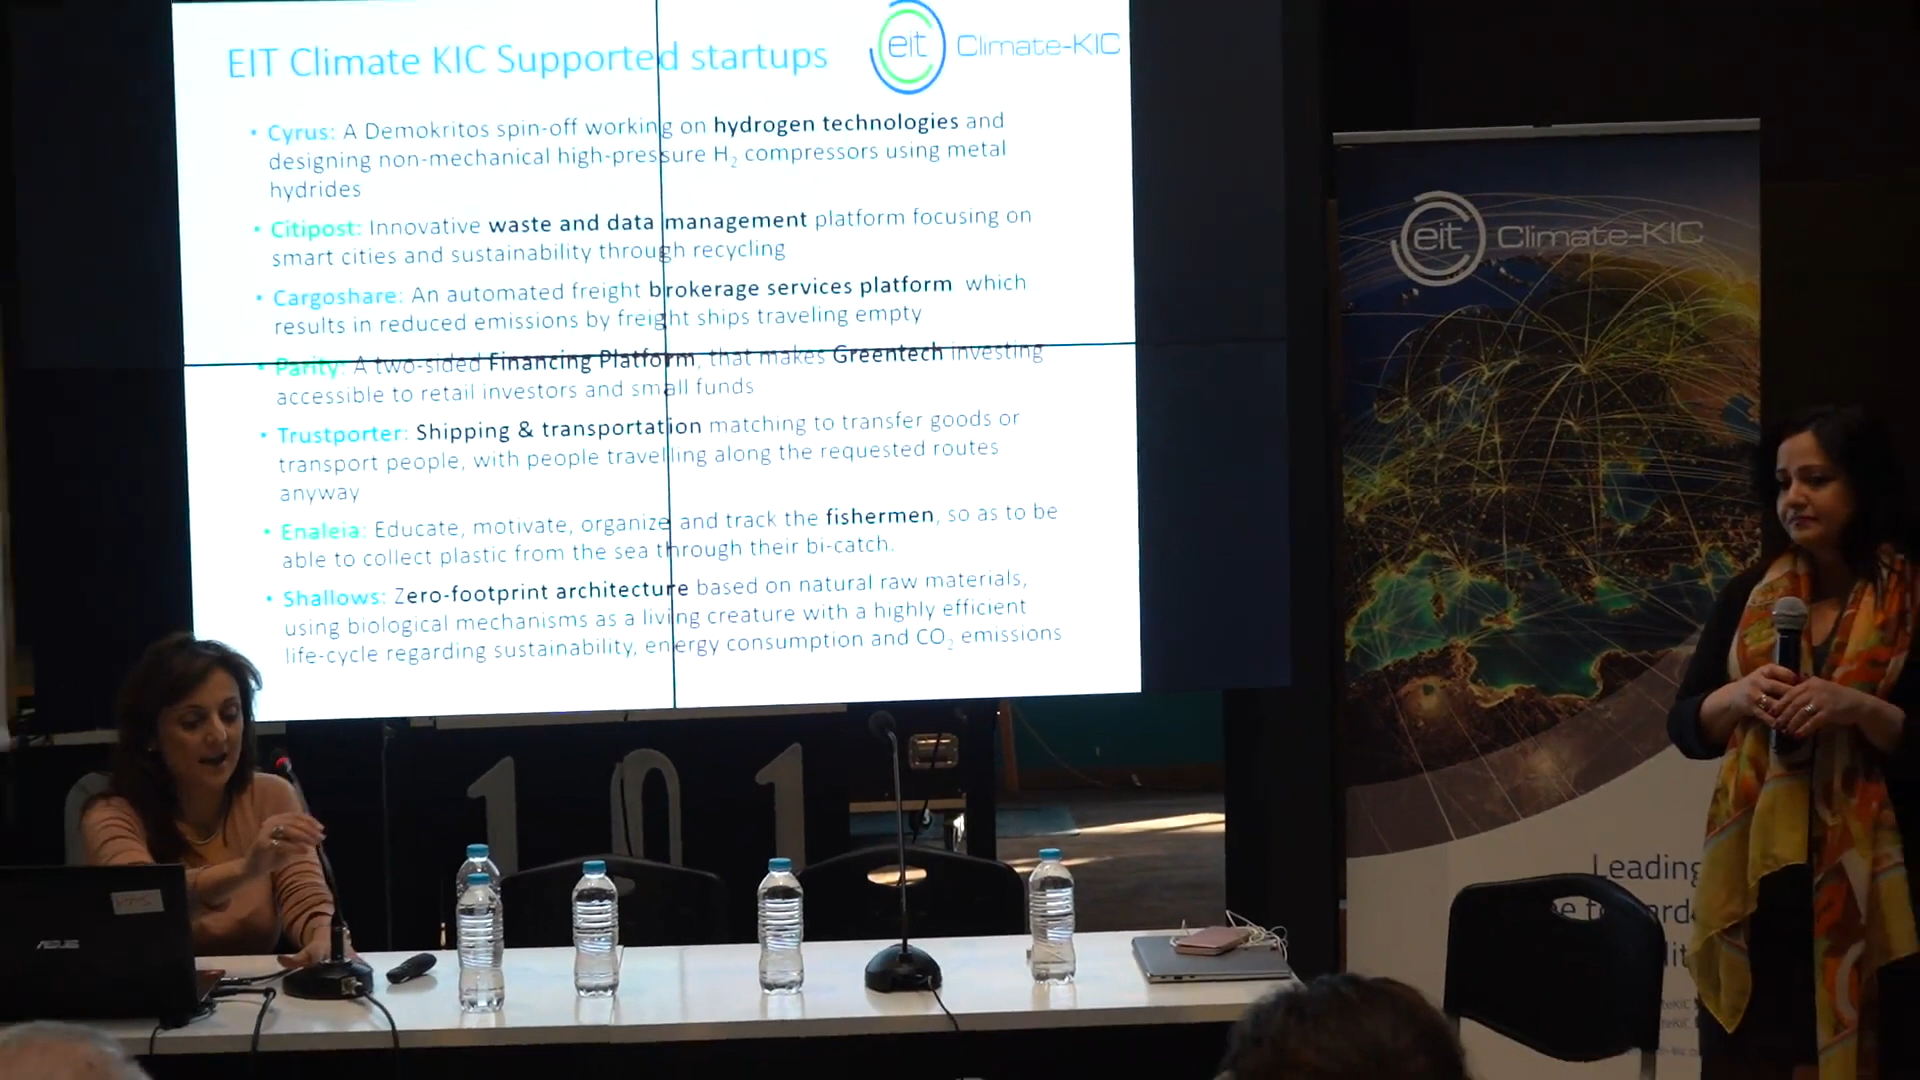 EIT Climate KIC Supported startups
eit Climate-KIC
• Cyrus: A Demokritos spin-off working on hydrogen technologies and
designing non-mechanical high-pressure H₂ compressors using metal
hydrides
• Citipost: Innovative waste and data management platform focusing on
smart cities and sustainability through recycling
• Cargoshare: An automated freight brokerage services platform which
results in reduced emissions by freight ships traveling empty
• Parity: A two-sided Financing Platform, that makes Greentech investing
accessible to retail investors and small funds
• Trustporter: Shipping & transportation matching to transfer goods or
transport people, with people travelling along the requested routes
anyway
• Enaleia: Educate, motivate, organize and track the fishermen, so as to be
able to collect plastic from the sea through their bi-catch.
• Shallows: Zero-footprint architecture based on natural raw materials,
using biological mechanisms as a living creature with a highly efficient
life-cycle regarding sustainability, energy consumption and CO₂ emissions
eit Climate-KIC
Leading
101
ASUS